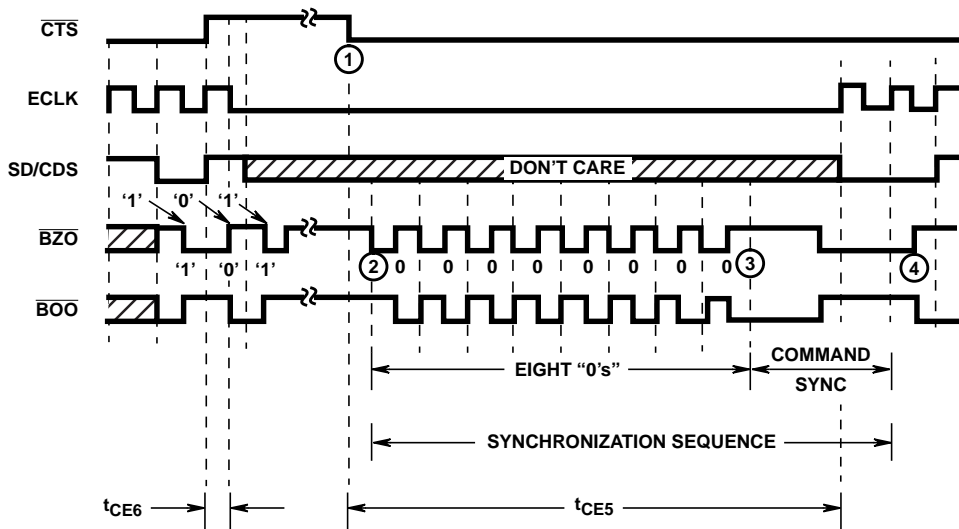 CTS
1
ECLK
SD/CDS
DON'T CARE
'1' '0' '1'
BZO
'1' '0' '1'
2 0 0 0 0 0 0 0 0 3 4
BOO
EIGHT "0's"
COMMAND
SYNC
SYNCHRONIZATION SEQUENCE
tCE6
tCE5